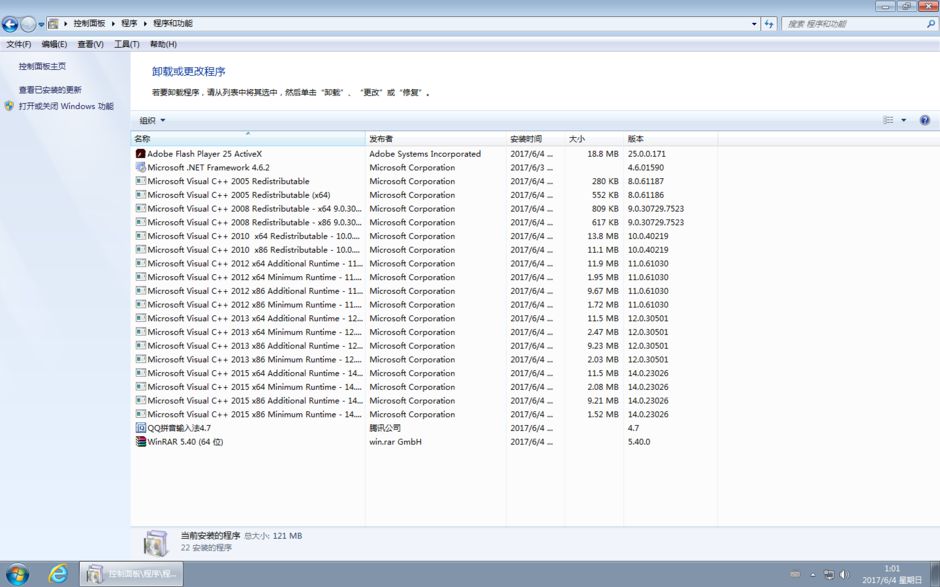 控制面板 ▸ 程序 ▸ 程序和功能
搜索 程序和功能
文件(F) 编辑(E) 查看(V) 工具(T) 帮助(H)
控制面板主页
查看已安装的更新
打开或关闭 Windows 功能
卸载或更改程序
若要卸载程序，请从列表中将其选中，然后单击“卸载”、“更改”或“修复”。
组织
名称 发布者 安装时间 大小 版本
Adobe Flash Player 25 ActiveX Adobe Systems Incorporated 2017/6/4 ... 18.8 MB 25.0.0.171
Microsoft .NET Framework 4.6.2 Microsoft Corporation 2017/6/3 ... 4.6.01590
Microsoft Visual C++ 2005 Redistributable Microsoft Corporation 2017/6/4 ... 280 KB 8.0.61187
Microsoft Visual C++ 2005 Redistributable (x64) Microsoft Corporation 2017/6/4 ... 552 KB 8.0.61186
Microsoft Visual C++ 2008 Redistributable - x64 9.0.30... Microsoft Corporation 2017/6/4 ... 809 KB 9.0.30729.7523
Microsoft Visual C++ 2008 Redistributable - x86 9.0.30... Microsoft Corporation 2017/6/4 ... 617 KB 9.0.30729.7523
Microsoft Visual C++ 2010 x64 Redistributable - 10.0.... Microsoft Corporation 2017/6/4 ... 13.8 MB 10.0.40219
Microsoft Visual C++ 2010 x86 Redistributable - 10.0.... Microsoft Corporation 2017/6/4 ... 11.1 MB 10.0.40219
Microsoft Visual C++ 2012 x64 Additional Runtime - 11.... Microsoft Corporation 2017/6/4 ... 11.9 MB 11.0.61030
Microsoft Visual C++ 2012 x64 Minimum Runtime - 11.... Microsoft Corporation 2017/6/4 ... 1.95 MB 11.0.61030
Microsoft Visual C++ 2012 x86 Additional Runtime - 11.... Microsoft Corporation 2017/6/4 ... 9.67 MB 11.0.61030
Microsoft Visual C++ 2012 x86 Minimum Runtime - 11.... Microsoft Corporation 2017/6/4 ... 1.72 MB 11.0.61030
Microsoft Visual C++ 2013 x64 Additional Runtime - 12.... Microsoft Corporation 2017/6/4 ... 11.5 MB 12.0.30501
Microsoft Visual C++ 2013 x64 Minimum Runtime - 12.... Microsoft Corporation 2017/6/4 ... 2.47 MB 12.0.30501
Microsoft Visual C++ 2013 x86 Additional Runtime - 12.... Microsoft Corporation 2017/6/4 ... 9.23 MB 12.0.30501
Microsoft Visual C++ 2013 x86 Minimum Runtime - 12.... Microsoft Corporation 2017/6/4 ... 2.03 MB 12.0.30501
Microsoft Visual C++ 2015 x64 Additional Runtime - 14.... Microsoft Corporation 2017/6/4 ... 11.5 MB 14.0.23026
Microsoft Visual C++ 2015 x64 Minimum Runtime - 14.... Microsoft Corporation 2017/6/4 ... 2.08 MB 14.0.23026
Microsoft Visual C++ 2015 x86 Additional Runtime - 14.... Microsoft Corporation 2017/6/4 ... 9.21 MB 14.0.23026
Microsoft Visual C++ 2015 x86 Minimum Runtime - 14.... Microsoft Corporation 2017/6/4 ... 1.52 MB 14.0.23026
QQ拼音输入法4.7 腾讯公司 2017/6/4 ... 4.7
WinRAR 5.40 (64 位) win.rar GmbH 2017/6/4 ... 5.40.0
当前安装的程序 总大小: 121 MB
22 安装的程序
控制面板\程序\程...
1:01
2017/6/4 星期日